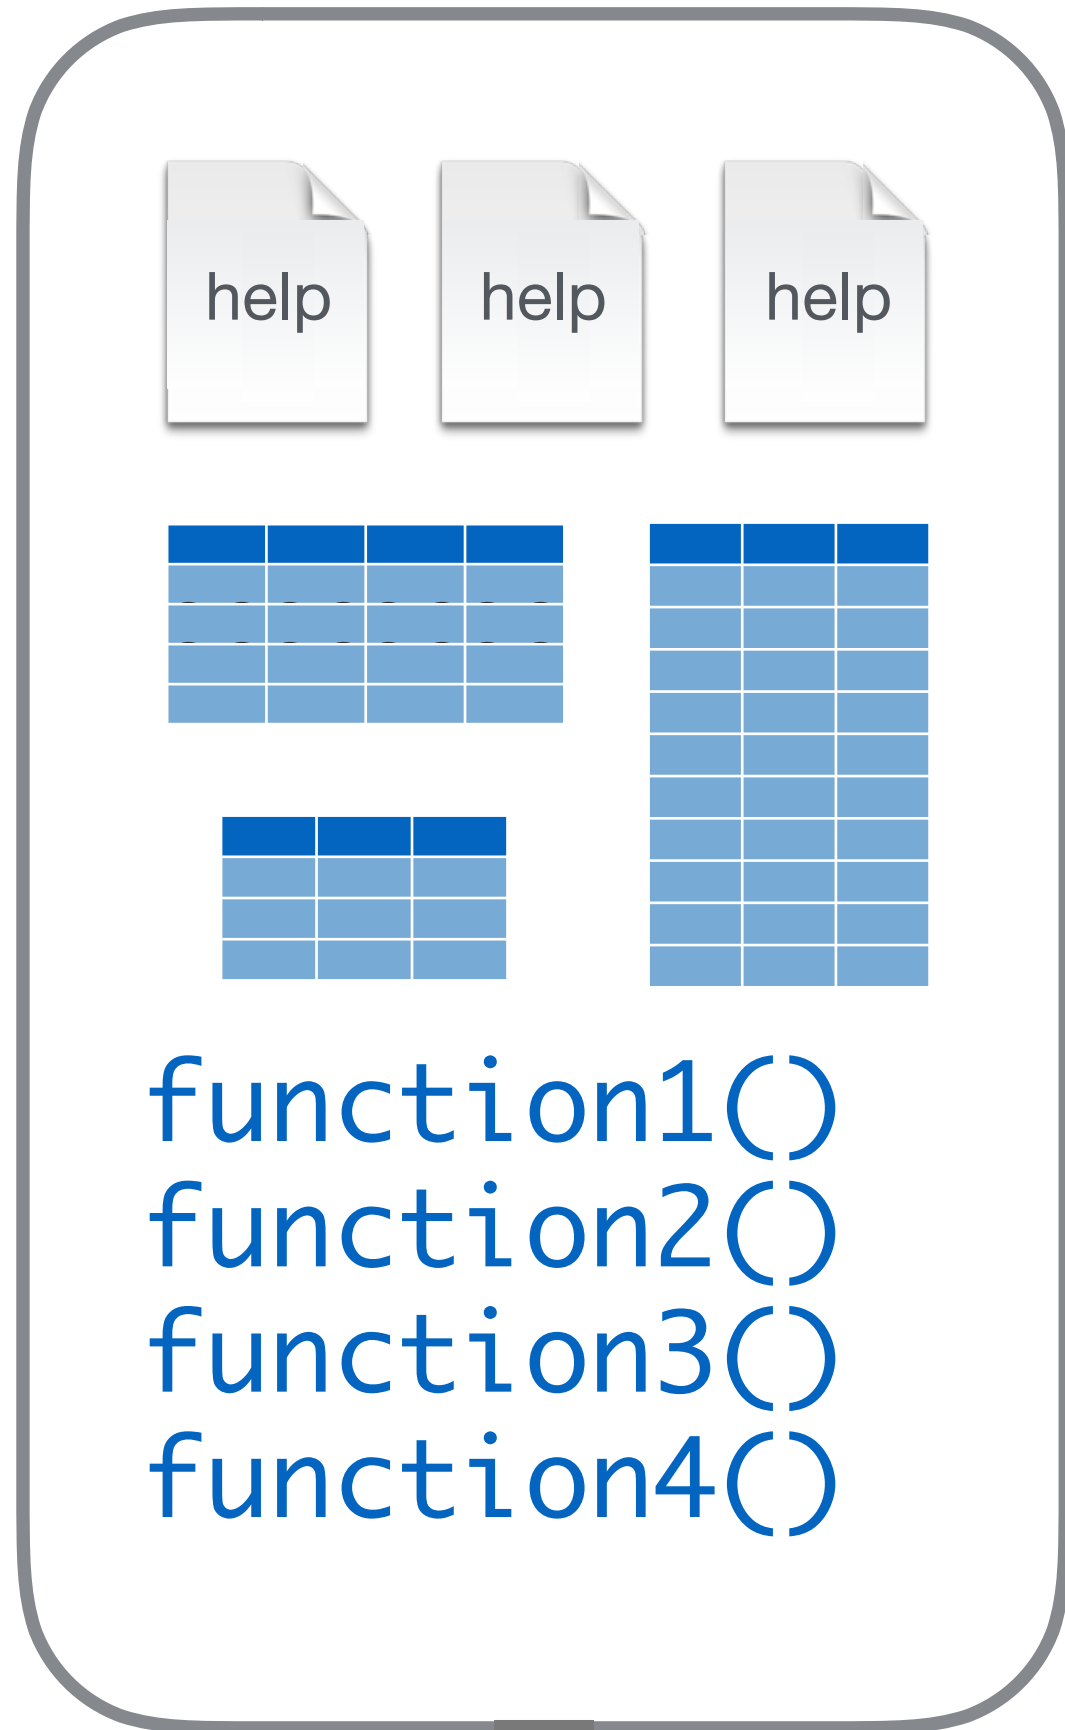 help help help
function1()
function2()
function3()
function4()